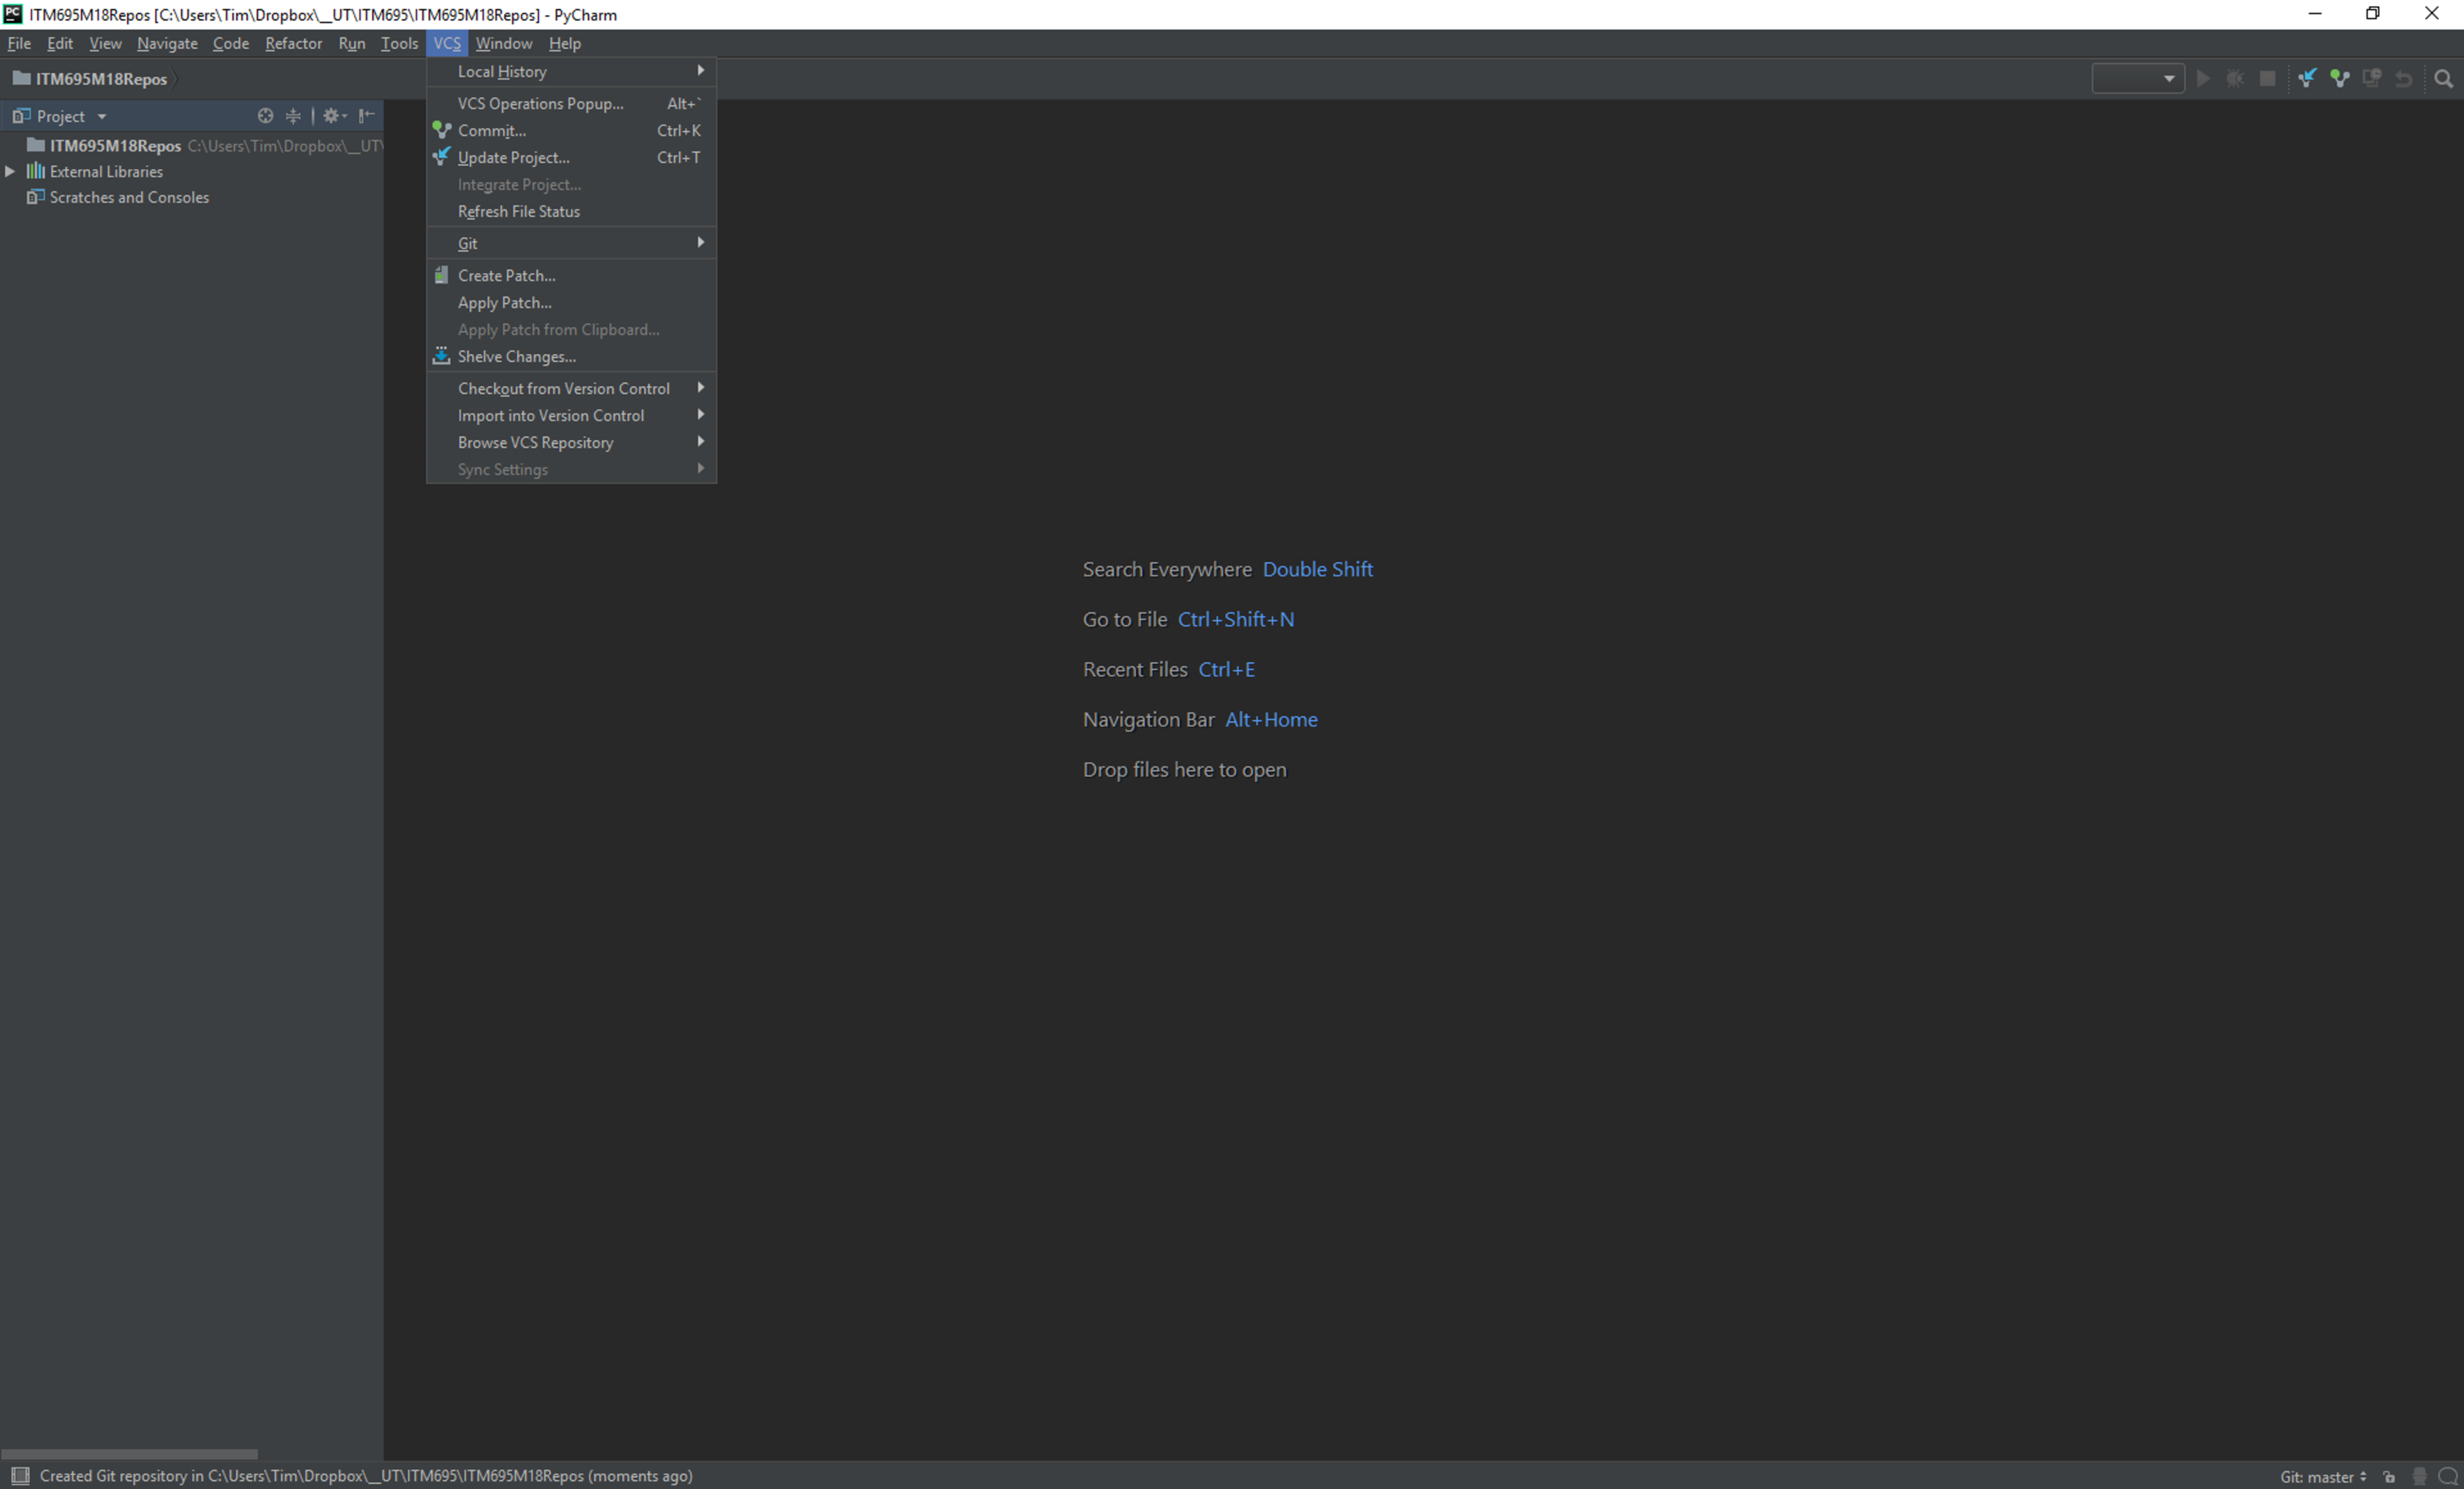 PC ITM695M18Repos [C:\Users\Tim\Dropbox\__UT\ITM695\ITM695M18Repos] - PyCharm
File Edit View Navigate Code Refactor Run Tools VCS Window Help
ITM695M18Repos
Project
ITM695M18Repos C:\Users\Tim\Dropbox\__UT\
External Libraries
Scratches and Consoles
Local History
VCS Operations Popup... Alt+`
Commit... Ctrl+K
Update Project... Ctrl+T
Integrate Project...
Refresh File Status
Git
Create Patch...
Apply Patch...
Apply Patch from Clipboard...
Shelve Changes...
Checkout from Version Control
Import into Version Control
Browse VCS Repository
Sync Settings
Search Everywhere Double Shift
Go to File Ctrl+Shift+N
Recent Files Ctrl+E
Navigation Bar Alt+Home
Drop files here to open
Created Git repository in C:\Users\Tim\Dropbox\__UT\ITM695\ITM695M18Repos (moments ago)
Git: master